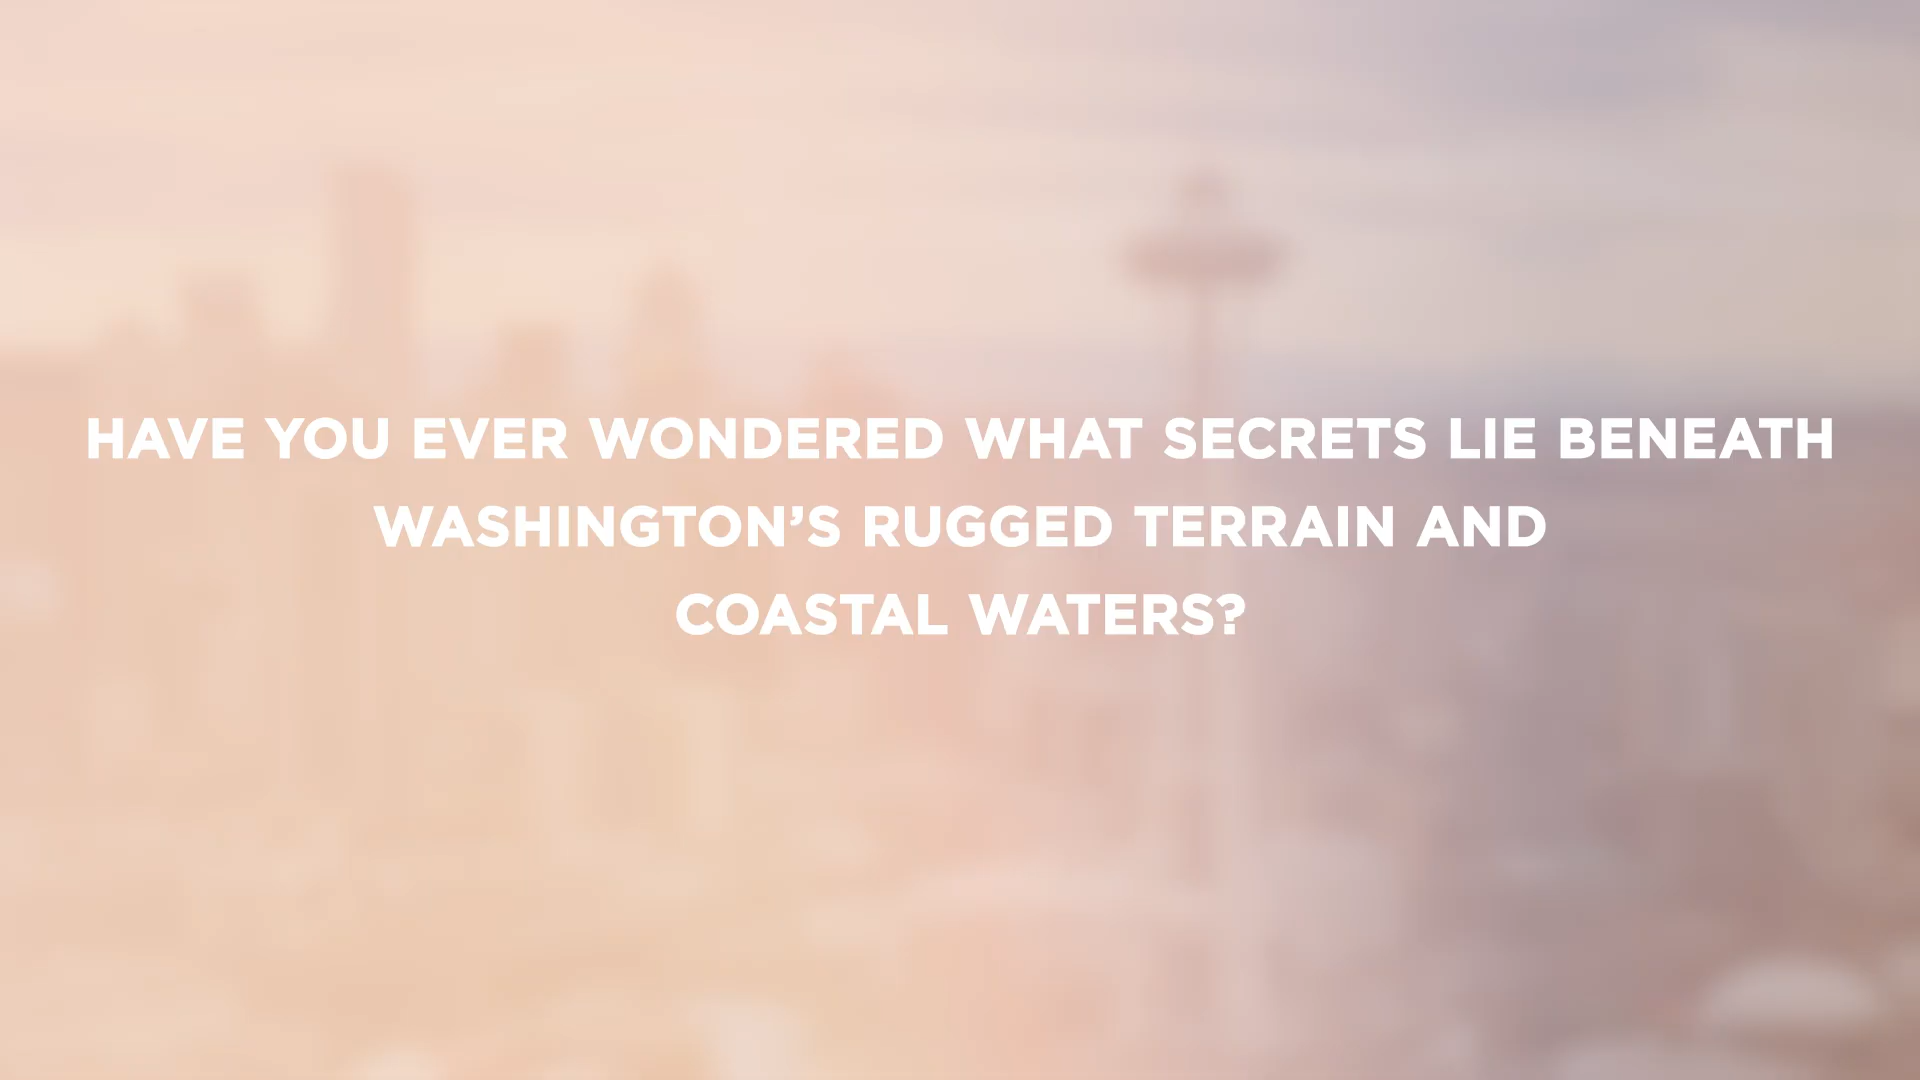 HAVE YOU EVER WONDERED WHAT SECRETS LIE BENEATH
WASHINGTON’S RUGGED TERRAIN AND
COASTAL WATERS?